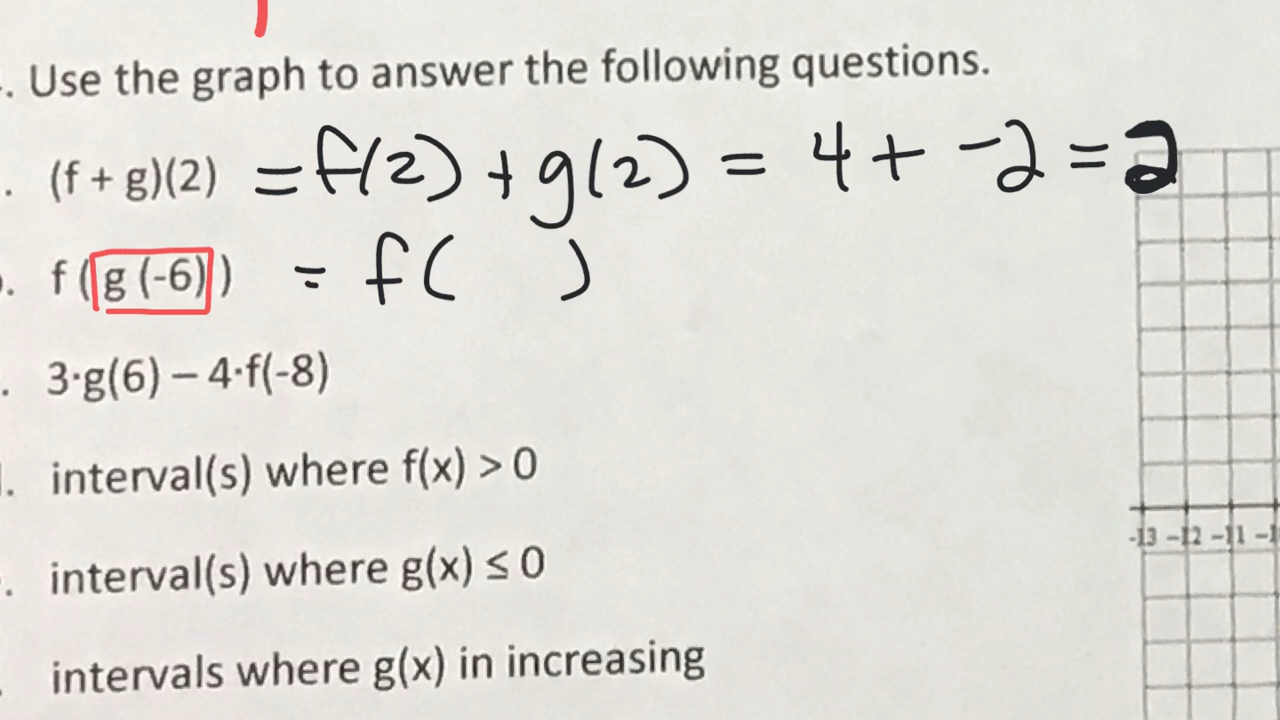 . Use the graph to answer the following questions.
. (f + g)(2) = f(2) + g(2) = 4 + -2 = 2
. f ( g (-6) ) = f( )
. 3·g(6) – 4·f(-8)
. interval(s) where f(x) > 0
-13 -12 -11
. interval(s) where g(x) ≤ 0
. intervals where g(x) in increasing